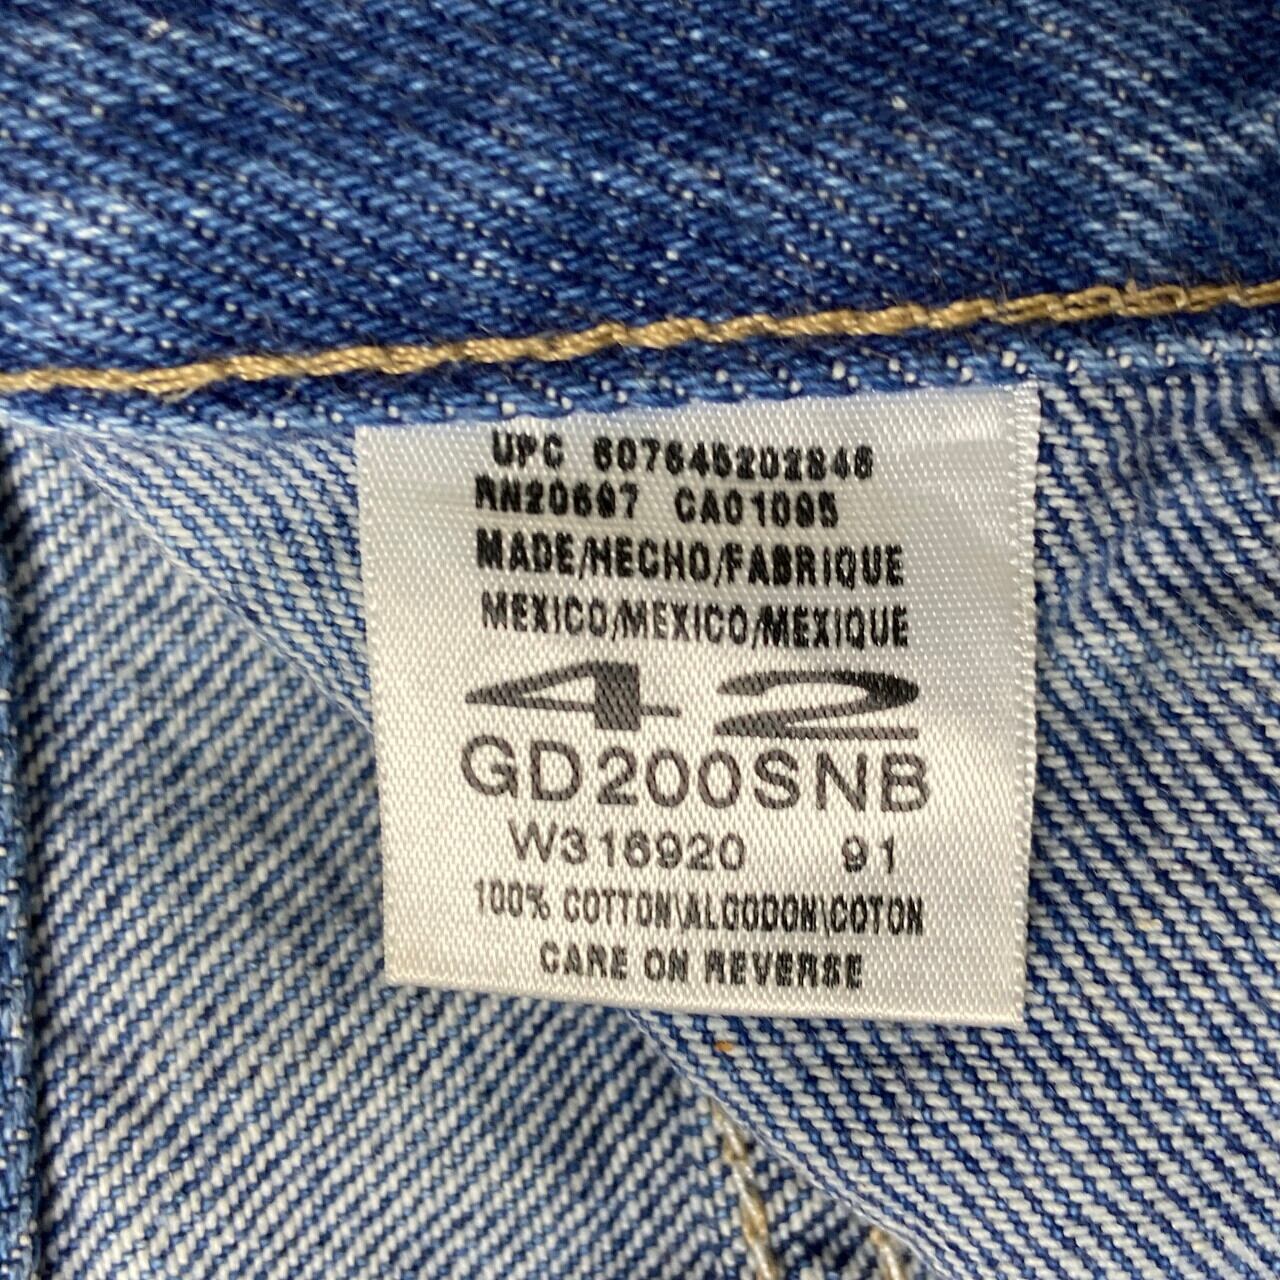 UPC 607645202846
RN20697 CA01095
MADE/HECHO/FABRIQUE
MEXICO/MEXICO/MEXIQUE
42
GD200SNB
W316920 91
100% COTTON\ALGODON\COTON
CARE ON REVERSE